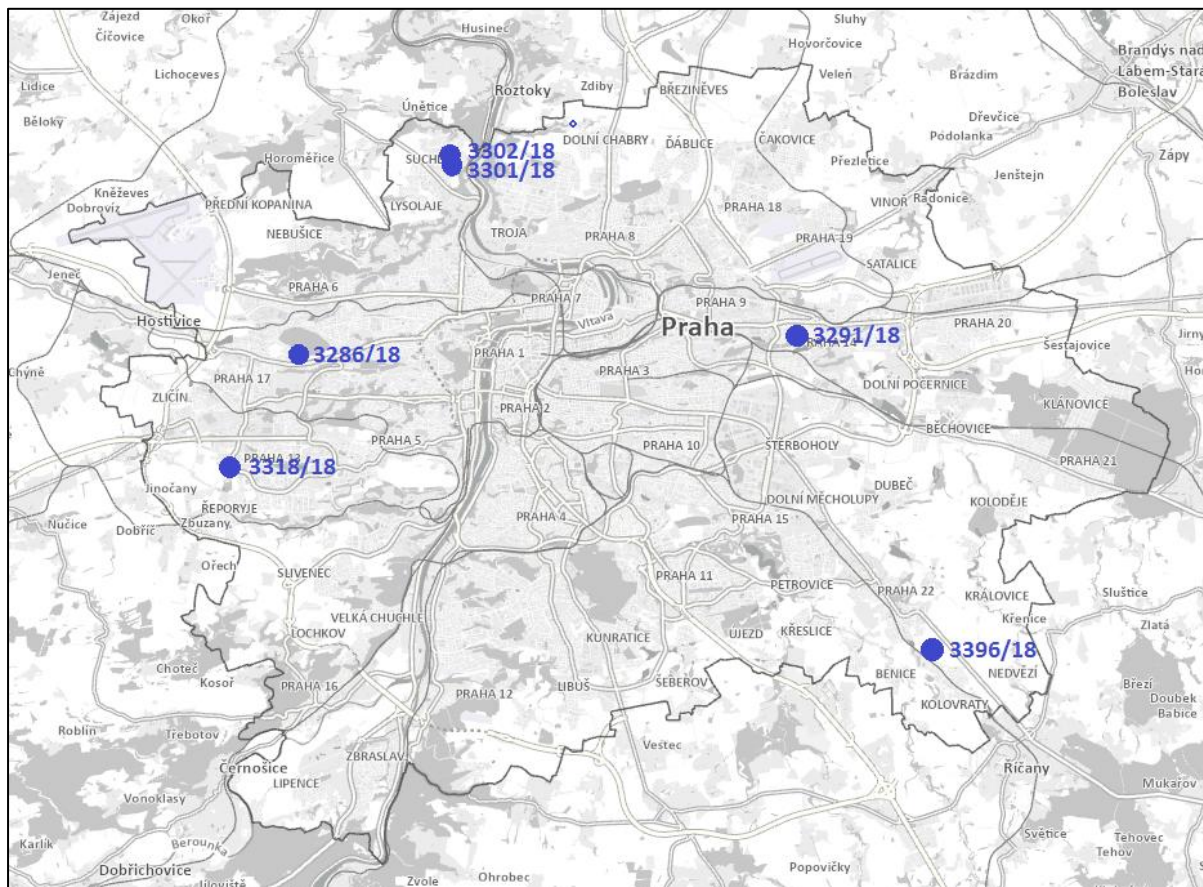 Zájezd
Okoř
Číčovice
Husinec
Hovorčovice
Sluhy
Brandýs nad
Labem-Stará
Boleslav
Lichoceves
Lidice
Běloky
Roztoky
Zdiby
BŘEZINĚVES
Veleň
Brázdim
Únětice
Dřevčice
Podolanka
DOLNÍ CHABRY
ĎÁBLICE
ČAKOVICE
Horoměřice
3302/18
3301/18
Přezletice
Zápy
Jenštejn
Kněževes
Dobrovíz
PŘEDNÍ KOPANINA
LYSOLAJE
VINOŘ
Radonice
PRAHA 18
NEBUŠICE
TROJA
PRAHA 8
PRAHA 19
SATALICE
Jeneč
PRAHA 6
PRAHA 7
PRAHA 9
Hostivice
Vltava
Praha
3291/18
PRAHA 20
Jirny
Šestajovice
3286/18
PRAHA 1
Chýně
PRAHA 17
PRAHA 3
DOLNÍ POČERNICE
ZLIČÍN
PRAHA 2
KLÁNOVICE
BĚCHOVICE
PRAHA 5
PRAHA 10
ŠTĚRBOHOLY
PRAHA 13
PRAHA 21
3318/18
Jinočany
DUBEČ
DOLNÍ MĚCHOLUPY
KOLODĚJE
ŘEPORYJE
Nučice
Zbuzany
Dobříč
PRAHA 4
PRAHA 15
Ořech
SLIVENEC
PRAHA 11
PETROVICE
PRAHA 22
KRÁLOVICE
Sluštice
VELKÁ CHUCHLE
Křenice
Zlatá
LOCHKOV
KUNRATICE
ÚJEZD
KŘESLICE
3396/18
Choteč
Kosoř
BENICE
NEDVĚZÍ
PRAHA 16
PRAHA 12
LIBUŠ
ŠEBEROV
Březí
Doubek
Babice
KOLOVRATY
Roblín
Třebotov
Vestec
ZBRASLAV
Černošice
LIPENCE
Říčany
Mukařov
Vonoklasy
Karlík
Berounka
Světice
Tehovec
Tehov
Dobřichovice
Jíloviště
Zvole
Ohrobec
Popovičky